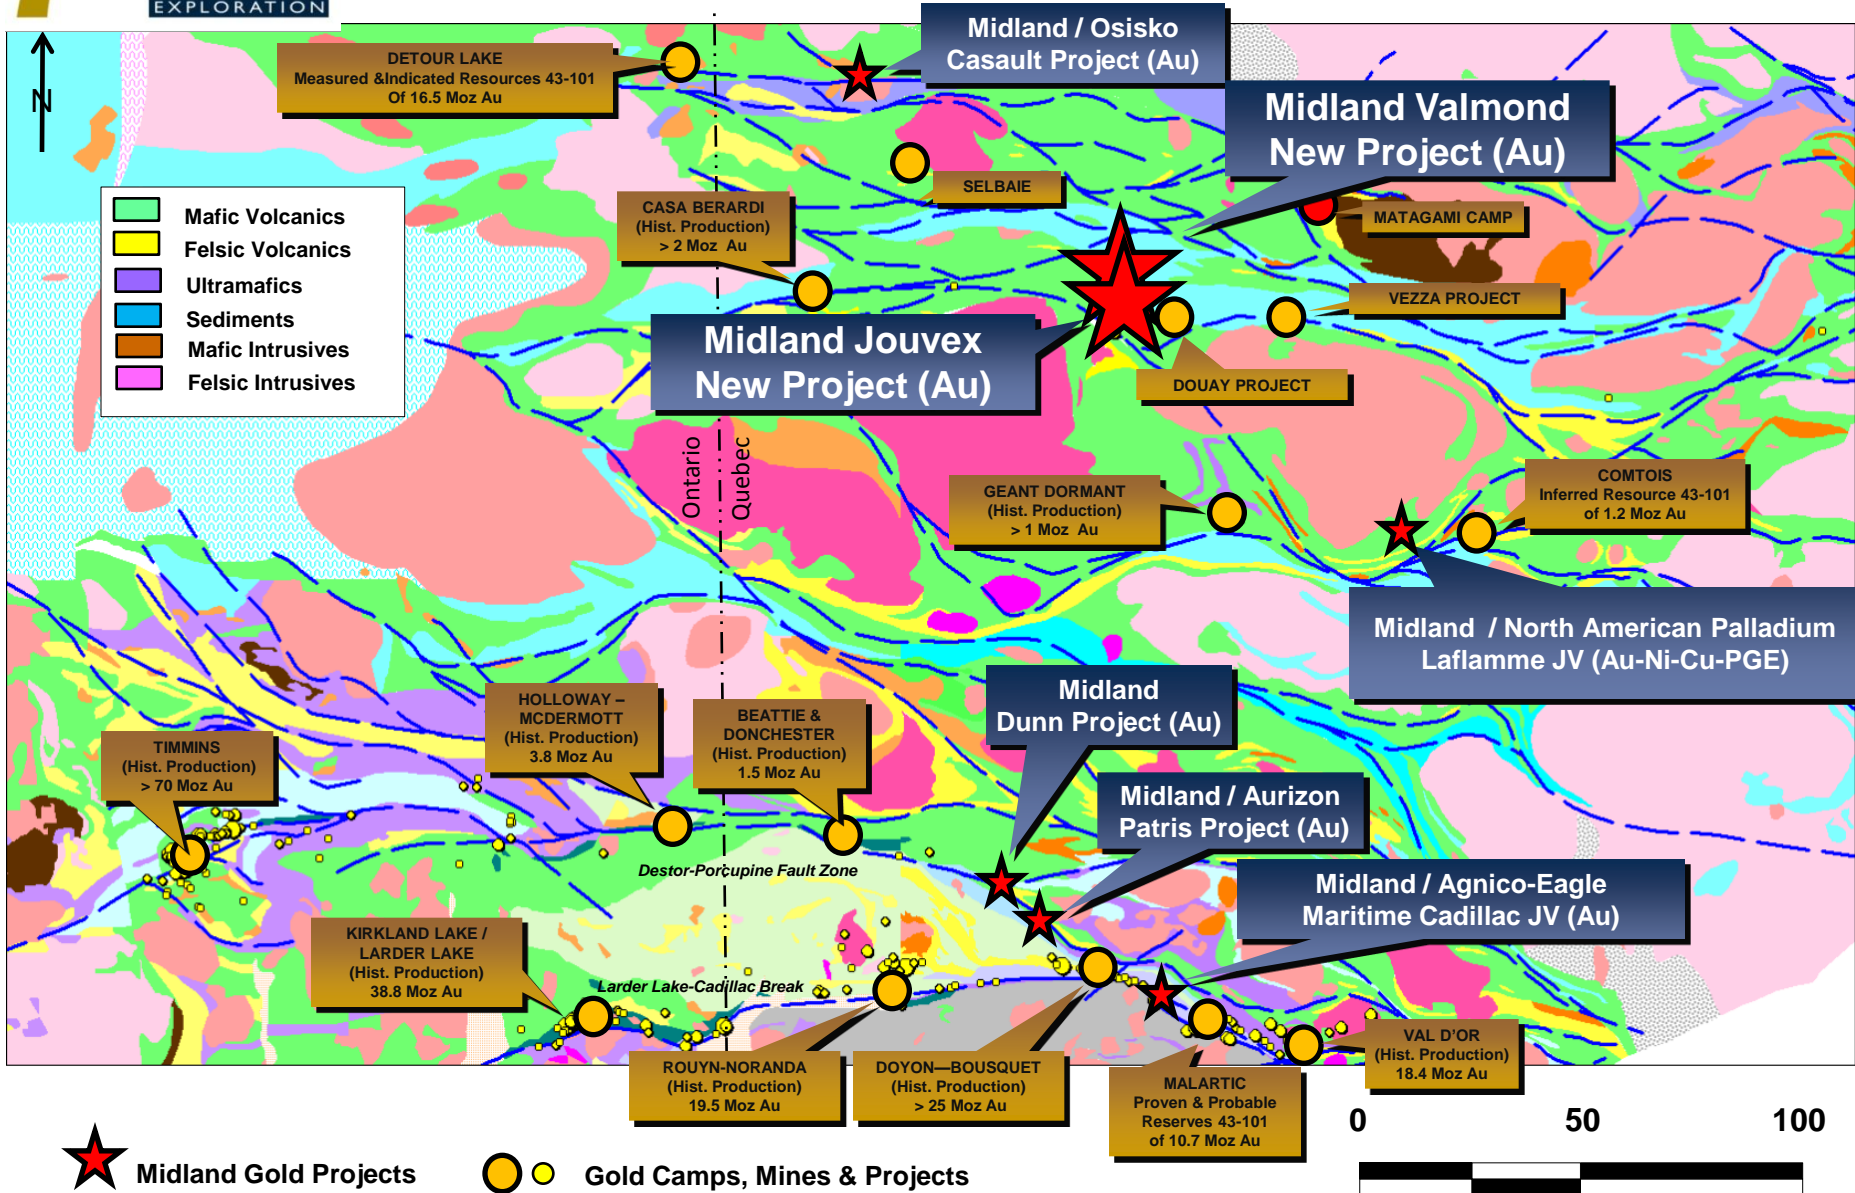 EXPLORATION
N
DETOUR LAKE
Measured &Indicated Resources 43-101
Of 16.5 Moz Au
Midland / Osisko
Casault Project (Au)
Midland Valmond
New Project (Au)
SELBAIE
MATAGAMI CAMP
CASA BERARDI
(Hist. Production)
> 2 Moz Au
Mafic Volcanics
Felsic Volcanics
Ultramafics
Sediments
Mafic Intrusives
Felsic Intrusives
VEZZA PROJECT
Midland Jouvex
New Project (Au)
DOUAY PROJECT
Ontario
Quebec
GEANT DORMANT
(Hist. Production)
> 1 Moz Au
COMTOIS
Inferred Resource 43-101
of 1.2 Moz Au
Midland / North American Palladium
Laflamme JV (Au-Ni-Cu-PGE)
Midland
Dunn Project (Au)
HOLLOWAY –
MCDERMOTT
(Hist. Production)
3.8 Moz Au
BEATTIE &
DONCHESTER
(Hist. Production)
1.5 Moz Au
TIMMINS
(Hist. Production)
> 70 Moz Au
Midland / Aurizon
Patris Project (Au)
Destor-Porcupine Fault Zone
Midland / Agnico-Eagle
Maritime Cadillac JV (Au)
KIRKLAND LAKE /
LARDER LAKE
(Hist. Production)
38.8 Moz Au
Larder Lake-Cadillac Break
ROUYN-NORANDA
(Hist. Production)
19.5 Moz Au
DOYON—BOUSQUET
(Hist. Production)
> 25 Moz Au
MALARTIC
Proven & Probable
Reserves 43-101
of 10.7 Moz Au
VAL D'OR
(Hist. Production)
18.4 Moz Au
0 50 100
Midland Gold Projects
Gold Camps, Mines & Projects